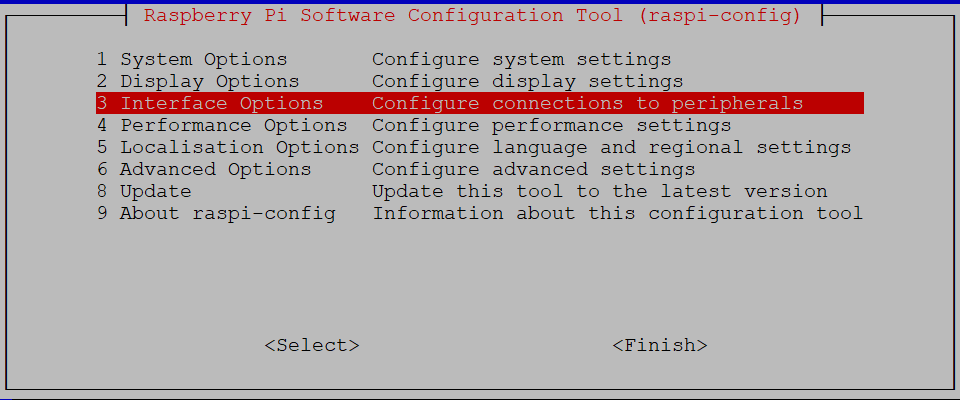 Raspberry Pi Software Configuration Tool (raspi-config)
1 System Options Configure system settings
2 Display Options Configure display settings
3 Interface Options Configure connections to peripherals
4 Performance Options Configure performance settings
5 Localisation Options Configure language and regional settings
6 Advanced Options Configure advanced settings
8 Update Update this tool to the latest version
9 About raspi-config Information about this configuration tool
<Select> <Finish>